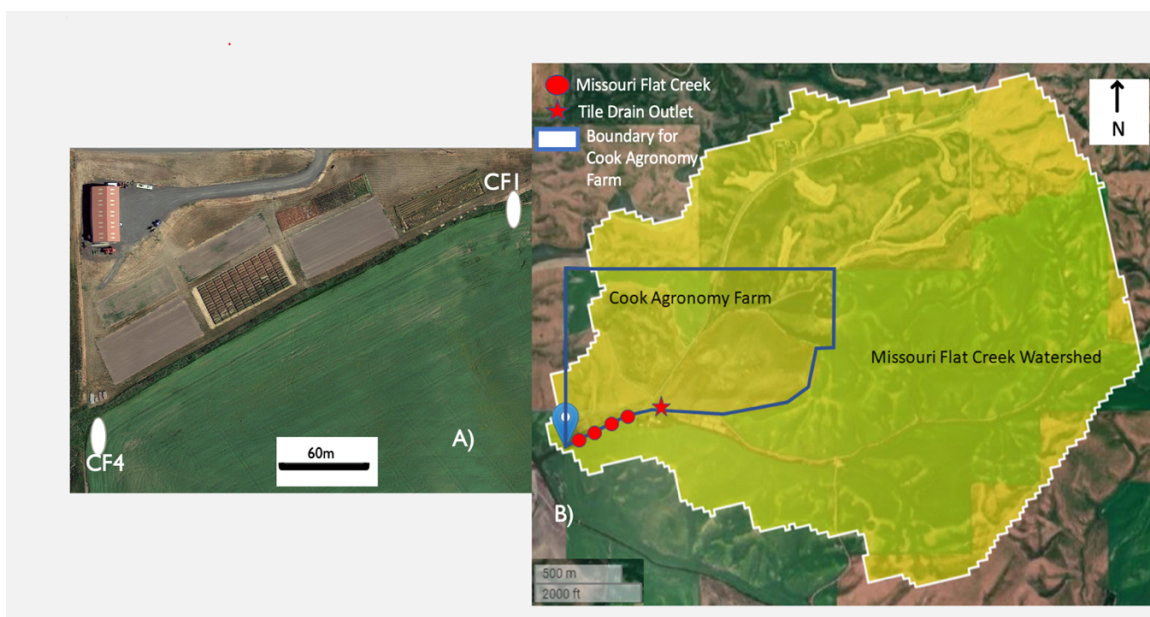 CF1
CF4
60m
A)
Missouri Flat Creek
Tile Drain Outlet
Boundary for
Cook Agronomy
Farm
N
Cook Agronomy Farm
Missouri Flat Creek Watershed
B)
500 m
2000 ft